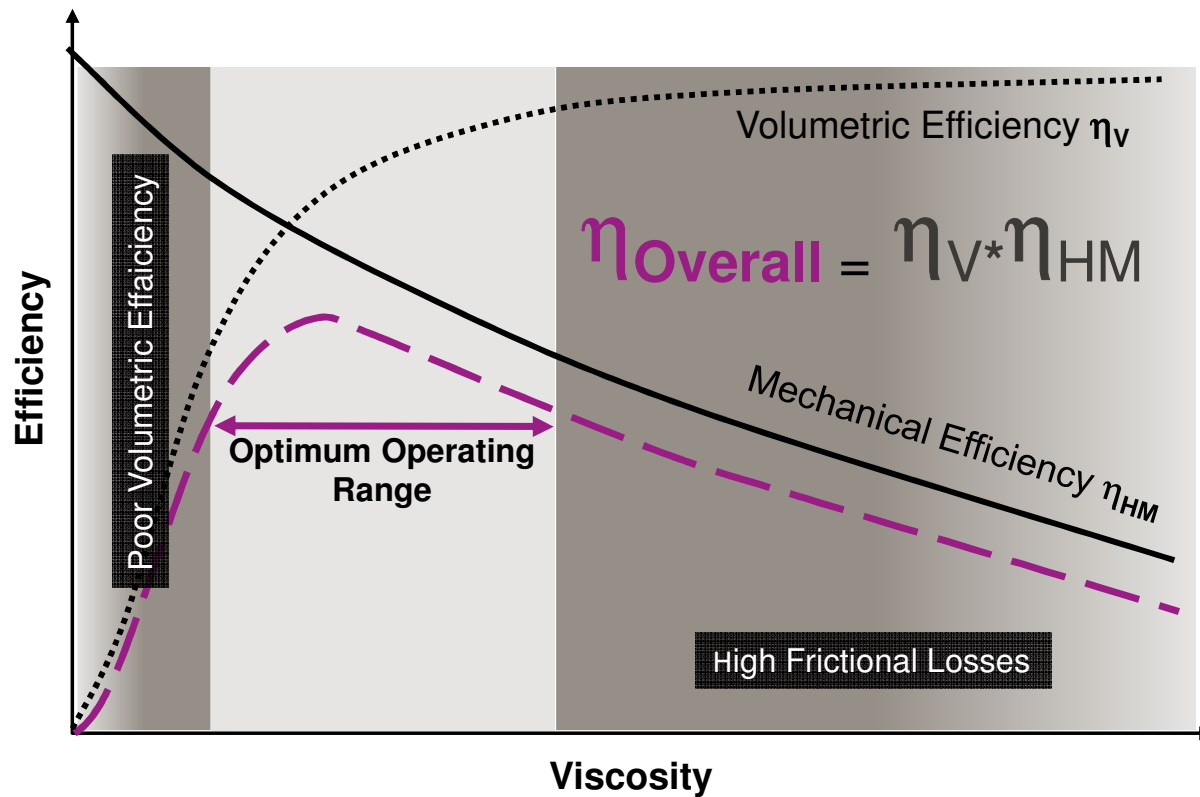 Efficiency
Poor Volumetric Effaiciency
Volumetric Efficiency ηV
ηOverall = ηV*ηHM
Optimum Operating
Range
Mechanical Efficiency ηHM
High Frictional Losses
Viscosity